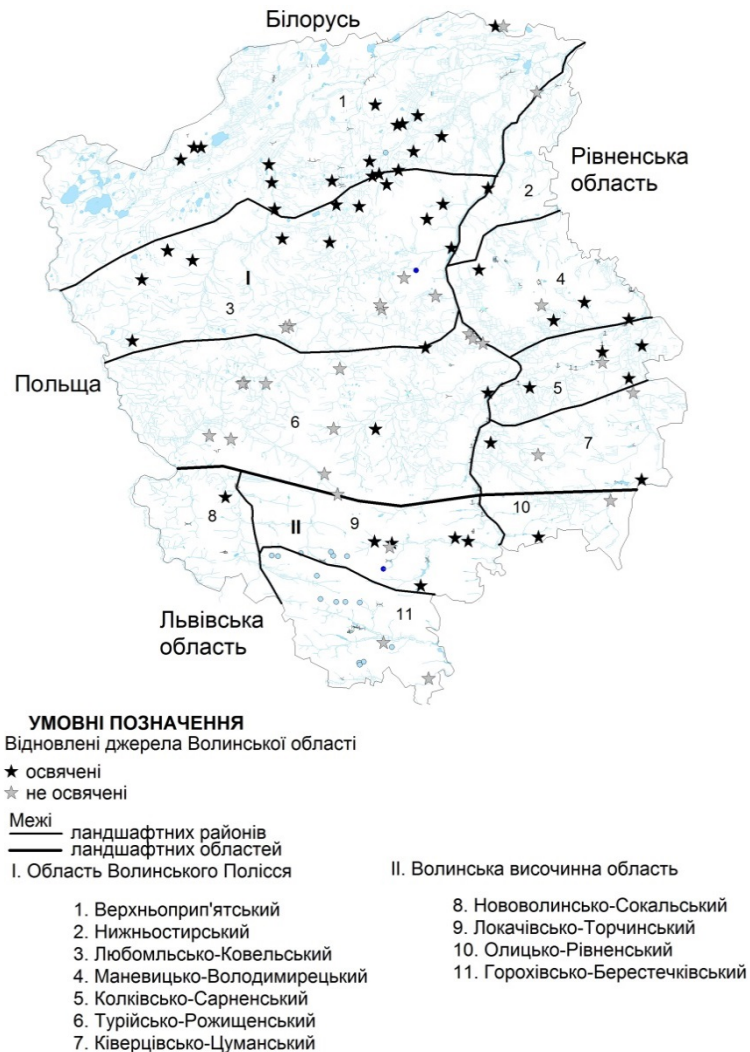 Білорусь
1
Рівненська
область
2
4
I
3
Польща
5
6
7
8
9
10
II
Львівська
область
11
УМОВНІ ПОЗНАЧЕННЯ
Відновлені джерела Волинської області
освячені
не освячені
Межі
ландшафтних районів
ландшафтних областей
I. Область Волинського Полісся
1. Верхньоприп'ятський
2. Нижньостирський
3. Любомльсько-Ковельський
4. Маневицько-Володимирецький
5. Колківсько-Сарненський
6. Турійсько-Рожищенський
7. Ківерцівсько-Цуманський
II. Волинська височинна область
8. Нововолинсько-Сокальський
9. Локачівсько-Торчинський
10. Олицько-Рівненський
11. Горохівсько-Берестечківський